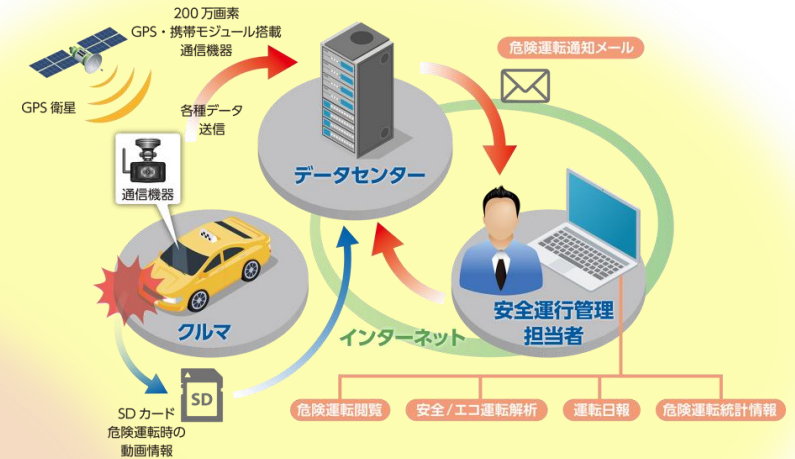 200万画素
GPS・携帯モジュール搭載
通信機器
GPS 衛星
各種データ
送信
通信機器
データセンター
危険運転通知メール
クルマ
インターネット
安全運行管理
担当者
SD
SD カード
危険運転時の
動画情報
危険運転閲覧
安全/エコ運転解析
運転日報
危険運転統計情報